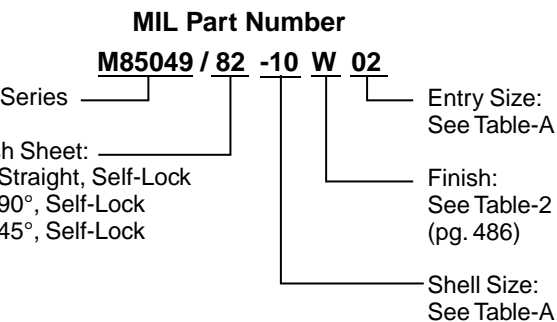 MIL Part Number
M85049 / 82 -10 W 02
Series
Entry Size:
See Table-A
Sheet:
Straight, Self-Lock
90°, Self-Lock
45°, Self-Lock
Finish:
See Table-2
(pg. 486)
Shell Size:
See Table-A